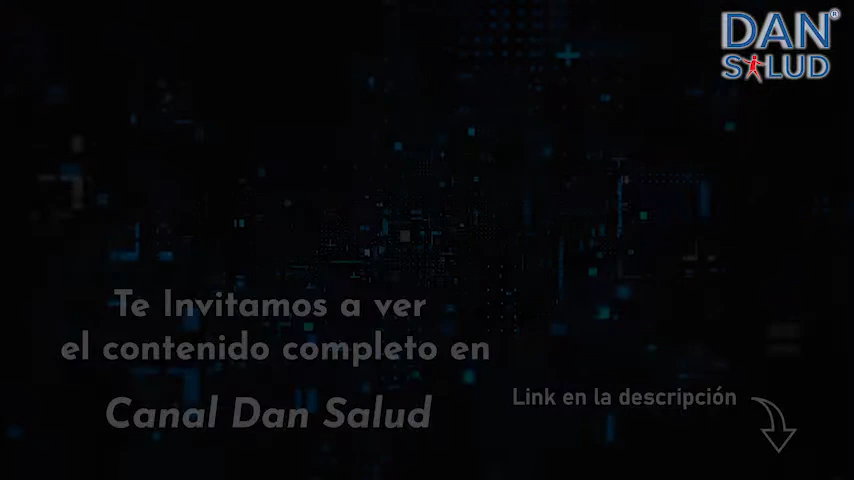 DAN®
SALUD
Te Invitamos a ver
el contenido completo en
Canal Dan Salud
Link en la descripción